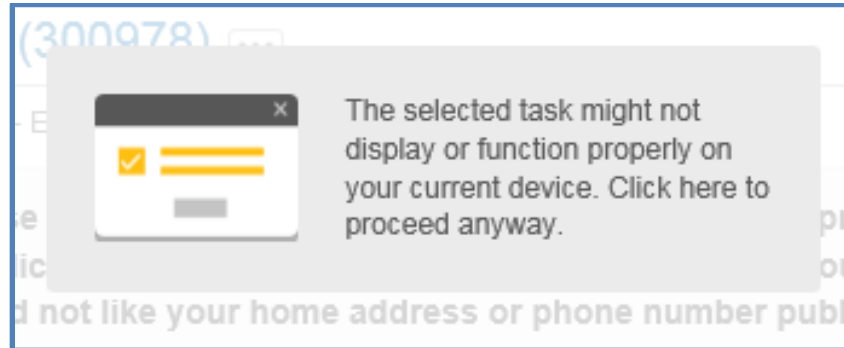 (300978) ...
- E
The selected task might not
display or function properly on
your current device. Click here to
proceed anyway.
d not like your home address or phone number publ